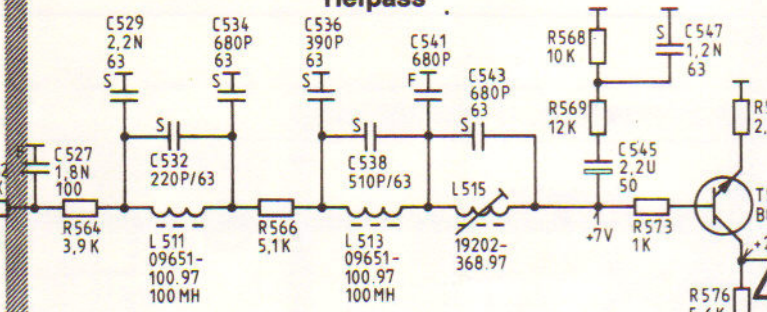 Tiefpass
C529
2,2N
63
S
C534
680P
63
S
C536
390P
63
S
C541
680P
F
C543
680P
63
S
R568
10K
S
C547
1,2N
63
R569
12K
C545
2,2U
50
C527
1,8N
100
S
C532
220P/63
S
C538
510P/63
L515
R564
3,9K
L511
09651-
100.97
100MH
R566
5,1K
L513
09651-
100.97
100MH
19202-
368.97
+7V
R573
1K
R576